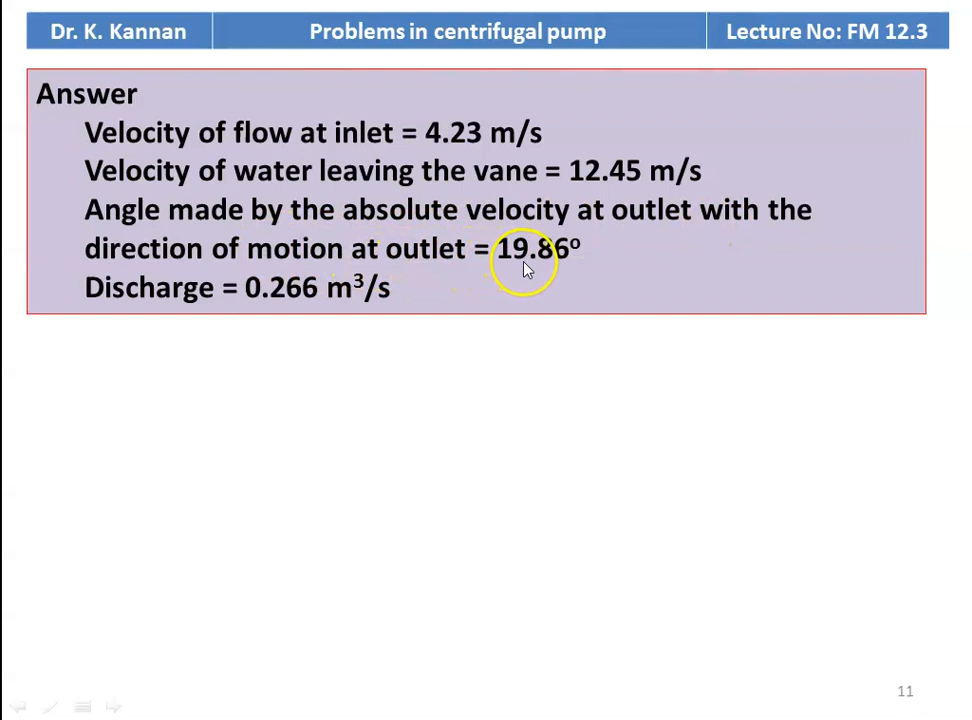 Dr. K. Kannan
Problems in centrifugal pump
Lecture No: FM 12.3
Answer
Velocity of flow at inlet = 4.23 m/s
Velocity of water leaving the vane = 12.45 m/s
Angle made by the absolute velocity at outlet with the
direction of motion at outlet = 19.86º
Discharge = 0.266 m³/s
11